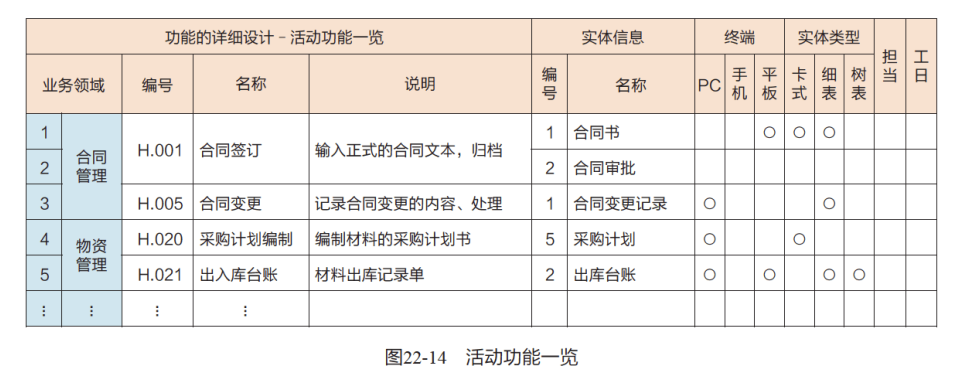 功能的详细设计–活动功能一览 实体信息 终端 实体类型 担当 工日
业务领域 编号 名称 说明 编号 名称 PC 手机 平板 卡式 细表 树表
1 合同管理 H.001 合同签订 输入正式的合同文本，归档 1 合同书 ○ ○ ○
2 2 合同审批
3 H.005 合同变更 记录合同变更的内容、处理 1 合同变更记录 ○ ○
4 物资管理 H.020 采购计划编制 编制材料的采购计划书 5 采购计划 ○ ○
5 H.021 出入库台账 材料出库记录单 2 出库台账 ○ ○ ○ ○
⋮ ⋮ ⋮ ⋮
图22-14 活动功能一览